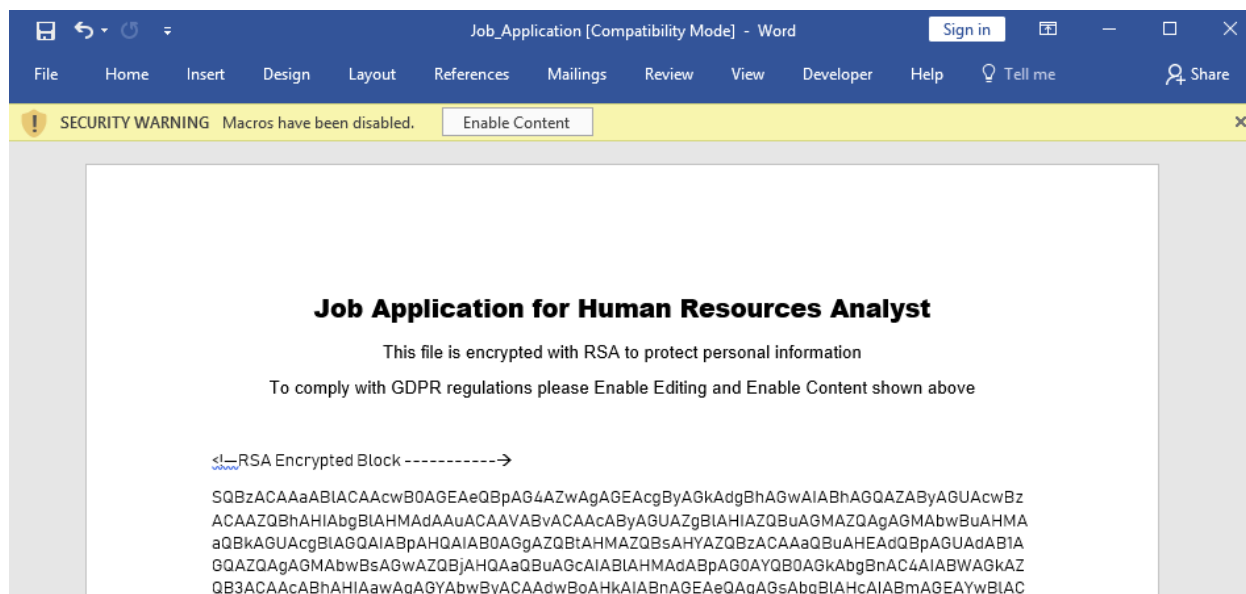 Job_Application [Compatibility Mode] - Word
Sign in
File Home Insert Design Layout References Mailings Review View Developer Help Tell me Share
SECURITY WARNING Macros have been disabled. Enable Content
Job Application for Human Resources Analyst
This file is encrypted with RSA to protect personal information
To comply with GDPR regulations please Enable Editing and Enable Content shown above
<!—RSA Encrypted Block ----------->
SQBzACAAaABlACAAcwB0AGEAeQBpAG4AZwAgAGEAcgByAGkAdgBhAGwAIABhAGQAZAByAGUAcwBz
ACAAZQBhAHIAbgBlAHMAdAAuACAAVABvACAAcAByAGUAZgBlAHIAZQBuAGMAZQAgAGMAbwBuAHMA
aQBkAGUAcgBlAGQAIABpAHQAIAB0AGgAZQBtAHMAZQBsAHYAZQBzACAAaQBuAHEAdQBpAGUAdAB1A
GQAZQAgAGMAbwBsAGwAZQBjAHQAaQBuAGcAIABlAHMAdABpAG0AYQB0AGkAbgBnAC4AIABWAGkAZ
QB3ACAAcABhAHIAawAgAGYAbwByACAAdwBoAHkAIABnAGEAeQAgAGsAbgBlAHcAIABmAGEAYwBlAC